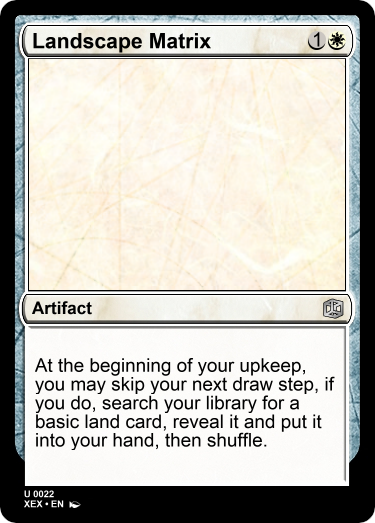 Landscape Matrix 1
Artifact
At the beginning of your upkeep,
you may skip your next draw step, if
you do, search your library for a
basic land card, reveal it and put it
into your hand, then shuffle.
U 0022
XEX • EN